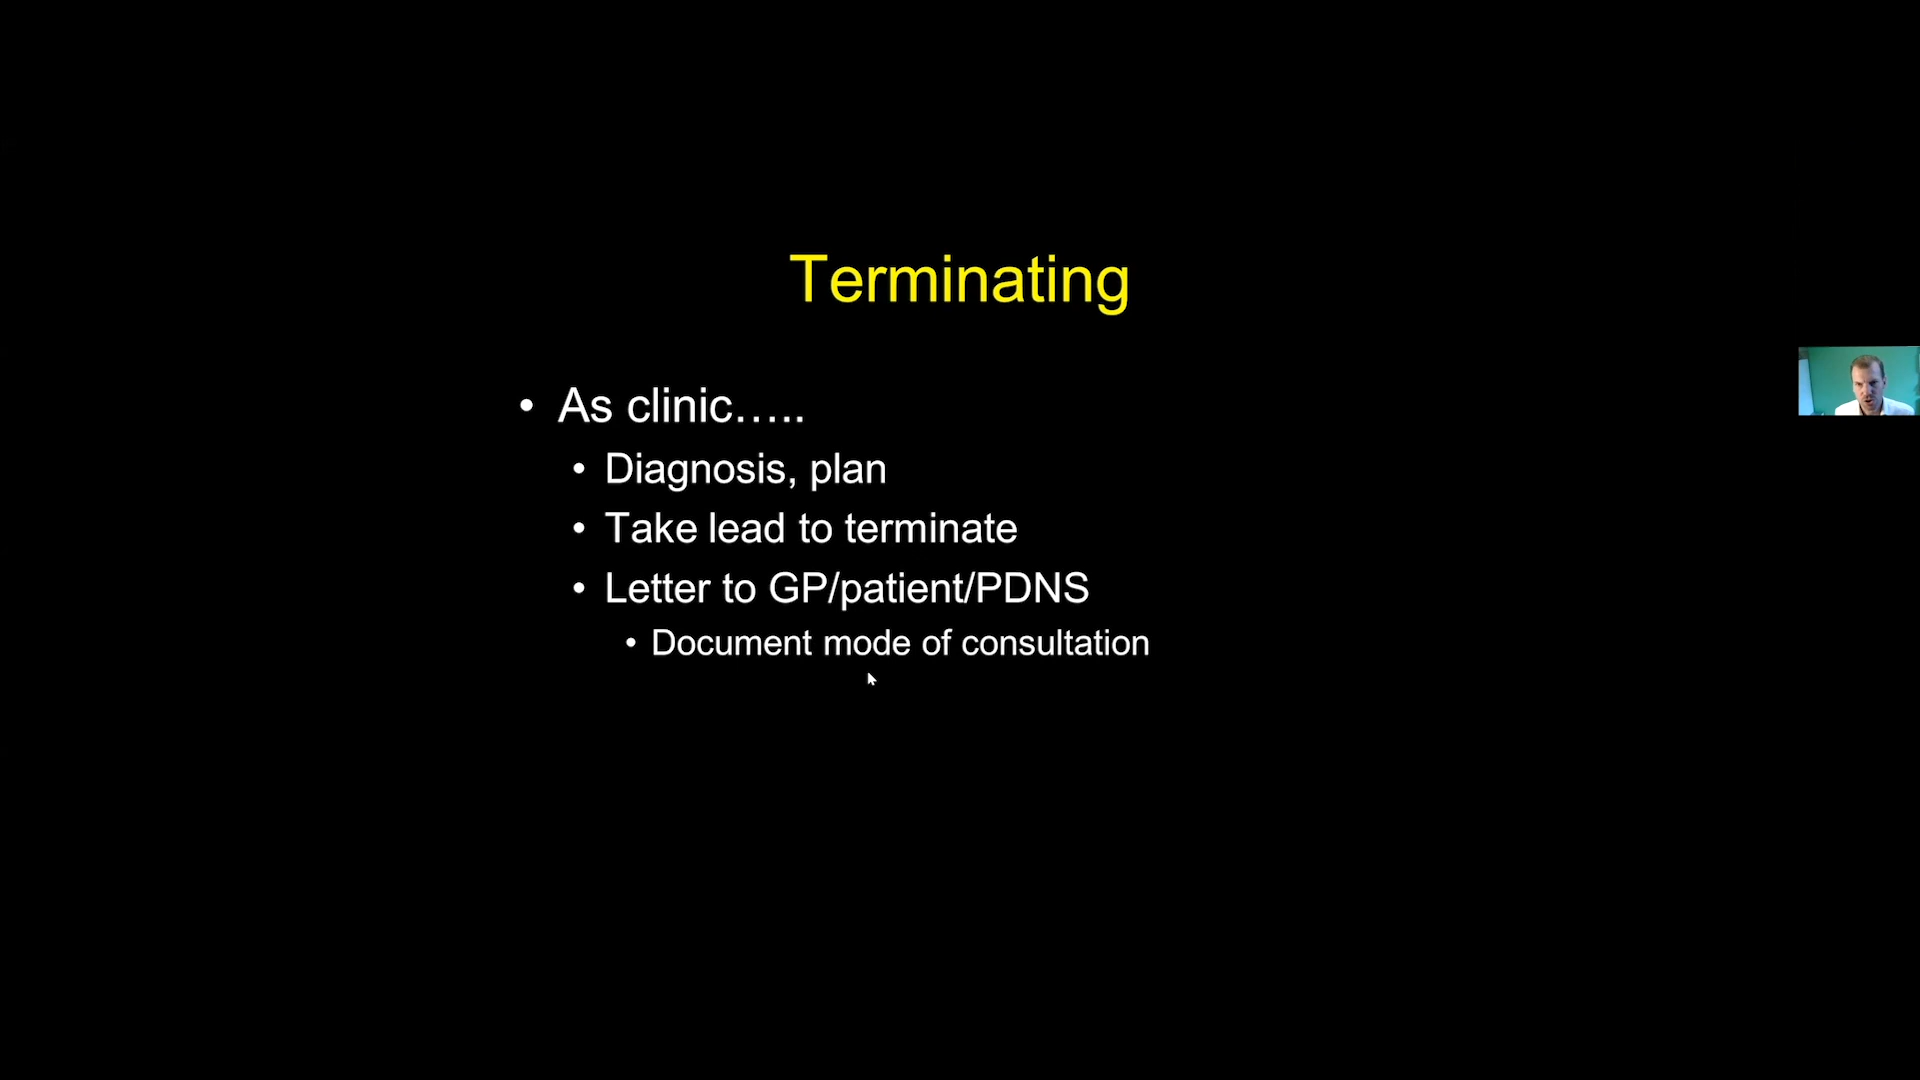 Terminating
• As clinic…..
• Diagnosis, plan
• Take lead to terminate
• Letter to GP/patient/PDNS
• Document mode of consultation